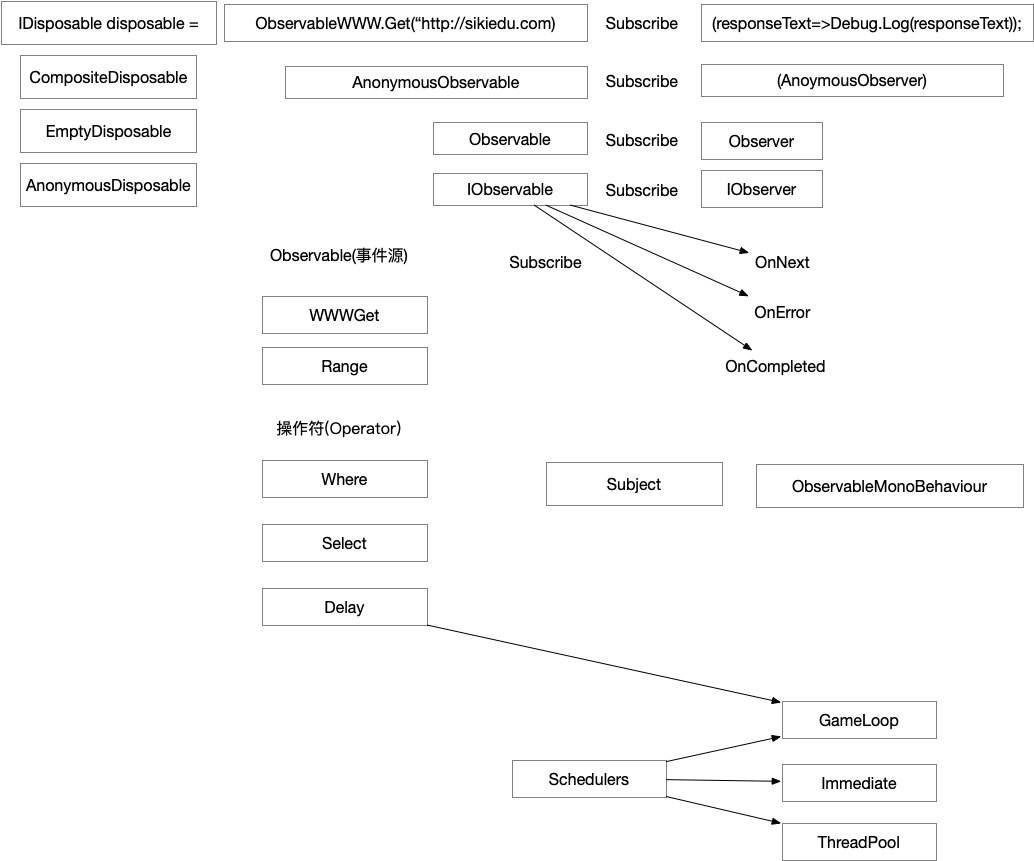 IDisposable disposable =
ObservableWWW.Get(“http://sikiedu.com)
Subscribe
(responseText=>Debug.Log(responseText));
CompositeDisposable
AnonymousObservable
Subscribe
(AnoymousObserver)
EmptyDisposable
Observable
Subscribe
Observer
AnonymousDisposable
IObservable
Subscribe
IObserver
Observable(事件源)
Subscribe
OnNext
WWWGet
OnError
Range
OnCompleted
操作符(Operator)
Where
Subject
ObservableMonoBehaviour
Select
Delay
GameLoop
Schedulers
Immediate
ThreadPool